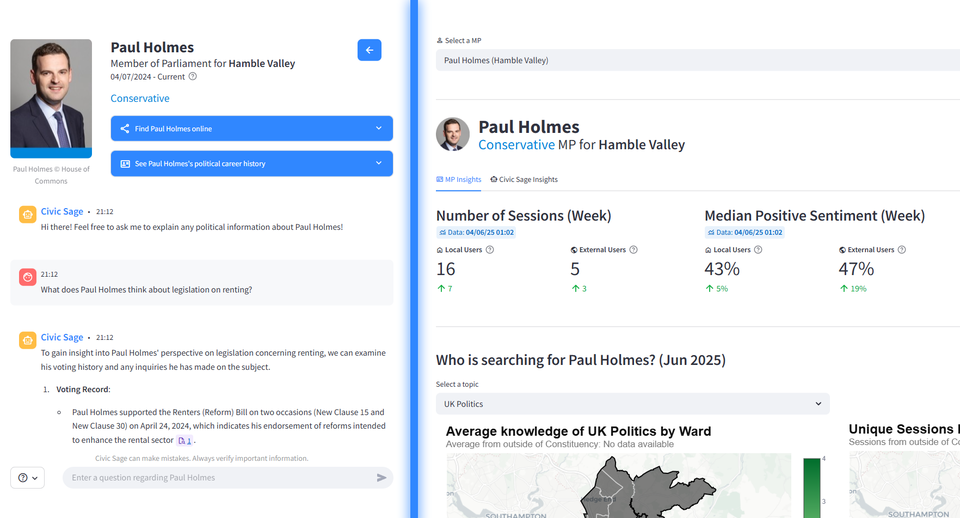 Paul Holmes
Member of Parliament for Hamble Valley
04/07/2024 - Current
Conservative
Find Paul Holmes online
See Paul Holmes's political career history
Paul Holmes © House of
Commons
Civic Sage • 21:12
Hi there! Feel free to ask me to explain any political information about Paul Holmes!
21:12
What does Paul Holmes think about legislation on renting?
Civic Sage • 21:12
To gain insight into Paul Holmes' perspective on legislation concerning renting, we can examine
his voting history and any inquiries he has made on the subject.
1. Voting Record:
Paul Holmes supported the Renters (Reform) Bill on two occasions (New Clause 15 and
New Clause 30) on April 24, 2024, which indicates his endorsement of reforms intended
to enhance the rental sector 1 .
Civic Sage can make mistakes. Always verify important information.
Enter a question regarding Paul Holmes
Select a MP
Paul Holmes (Hamble Valley)
Paul Holmes
Conservative MP for Hamble Valley
MP Insights
Civic Sage Insights
Number of Sessions (Week)
Data: 04/06/25 01:02
Local Users
External Users
16
5
7
3
Median Positive Sentiment (Week)
Data: 04/06/25 01:02
Local Users
External Users
43%
47%
5%
19%
Who is searching for Paul Holmes? (Jun 2025)
Select a topic
UK Politics
Average knowledge of UK Politics by Ward
Average from outside of Constituency: No data available
4
3
SOUTHAMPTON
Unique Sessions
Sessions from outside of Co
SOUTHAMPTON